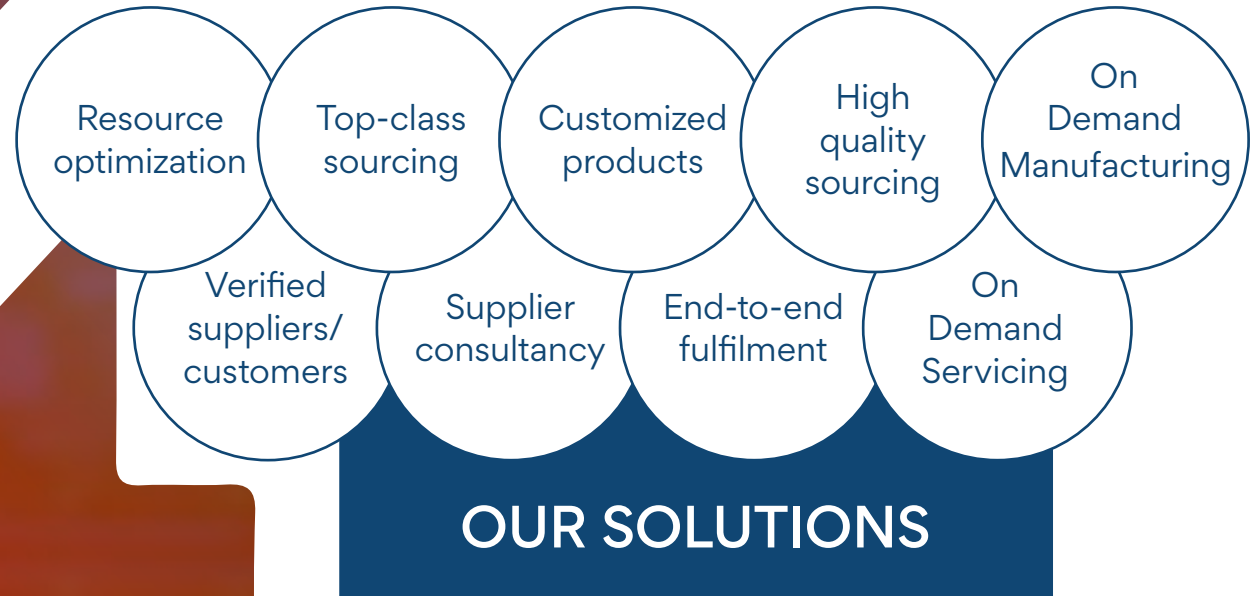 Resource
optimization
Top-class
sourcing
Customized
products
High
quality
sourcing
On
Demand
Manufacturing
Verified
suppliers/
customers
Supplier
consultancy
End-to-end
fulfilment
On
Demand
Servicing
OUR SOLUTIONS